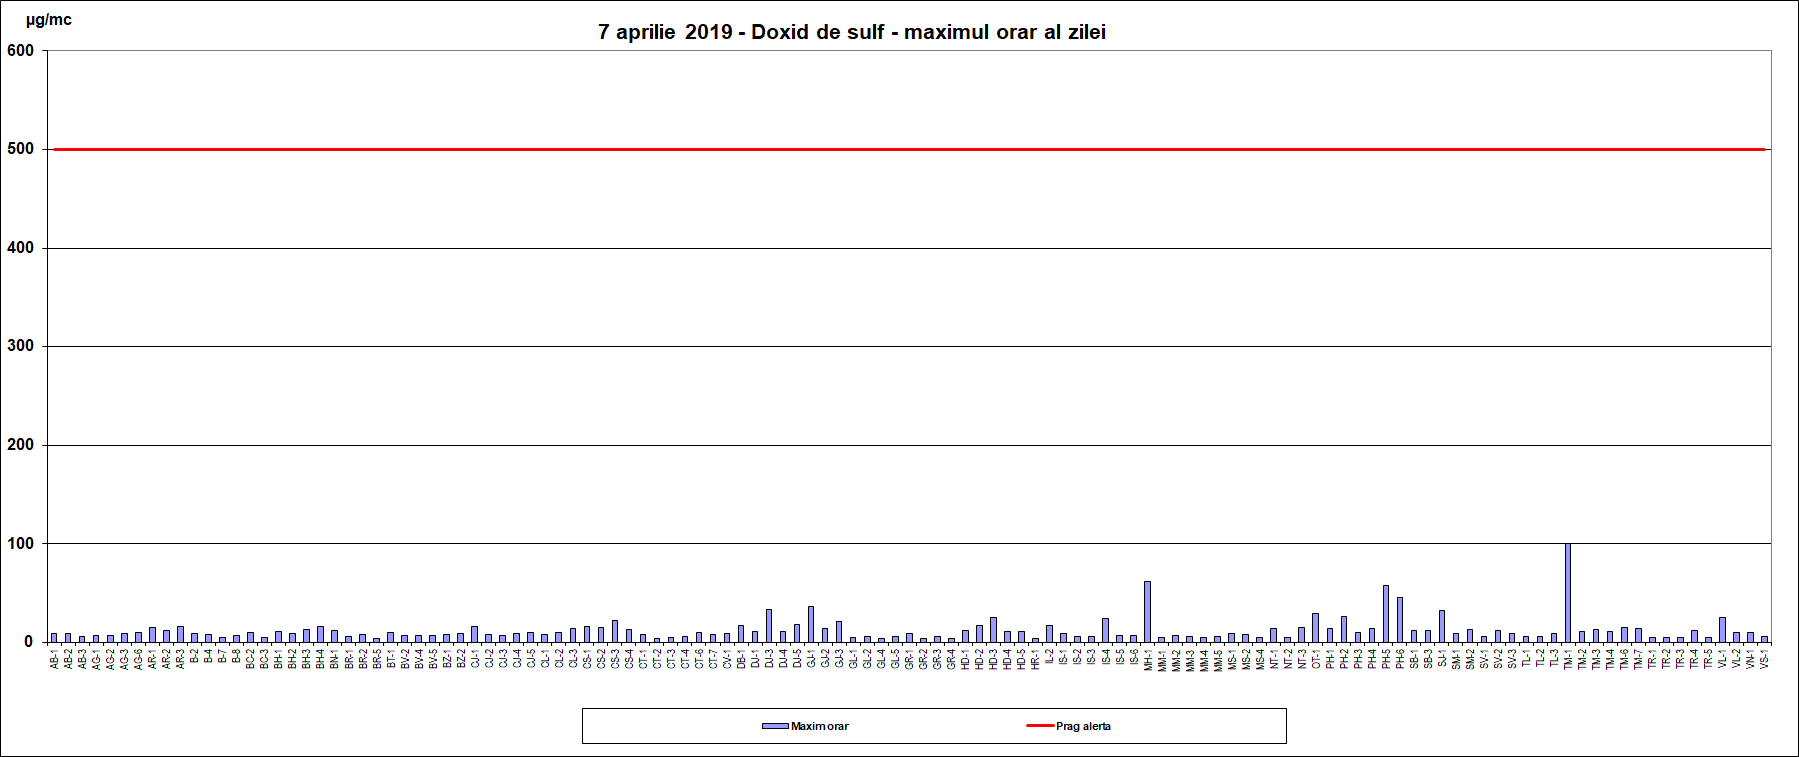 µg/mc
7 aprilie 2019 - Doxid de sulf - maximul orar al zilei
600
500
400
300
200
100
0
AB-1 AB-2 AB-3 AG-1 AG-2 AG-3 AG-6 AR-1 AR-2 AR-3 B-2 B-4 B-7 B-8 BC-2 BC-3 BH-1 BH-2 BH-3 BH-4 BN-1 BR-1 BR-2 BR-5 BT-1 BV-2 BV-4 BV-5 BZ-1 BZ-2 CJ-1 CJ-2 CJ-3 CJ-4 CJ-5 CL-1 CL-2 CL-3 CS-1 CS-2 CS-3 CS-4 CT-1 CT-2 CT-3 CT-4 CT-6 CT-7 CV-1 DB-1 DJ-1 DJ-3 DJ-4 DJ-5 GJ-1 GJ-2 GJ-3 GL-1 GL-2 GL-4 GL-5 GR-1 GR-2 GR-3 GR-4 HD-1 HD-2 HD-3 HD-4 HD-5 HR-1 IL-2 IS-1 IS-2 IS-3 IS-4 IS-5 IS-6 MH-1 MM-1 MM-2 MM-3 MM-4 MM-5 MS-1 MS-2 MS-4 NT-1 NT-2 NT-3 OT-1 PH-1 PH-2 PH-3 PH-4 PH-5 PH-6 SB-1 SB-3 SJ-1 SM-1 SM-2 SV-1 SV-2 SV-3 TL-1 TL-2 TL-3 TM-1 TM-2 TM-3 TM-4 TM-6 TM-7 TR-1 TR-2 TR-3 TR-4 TR-5 VL-1 VL-2 VN-1 VS-1
Maxim orar Prag alerta